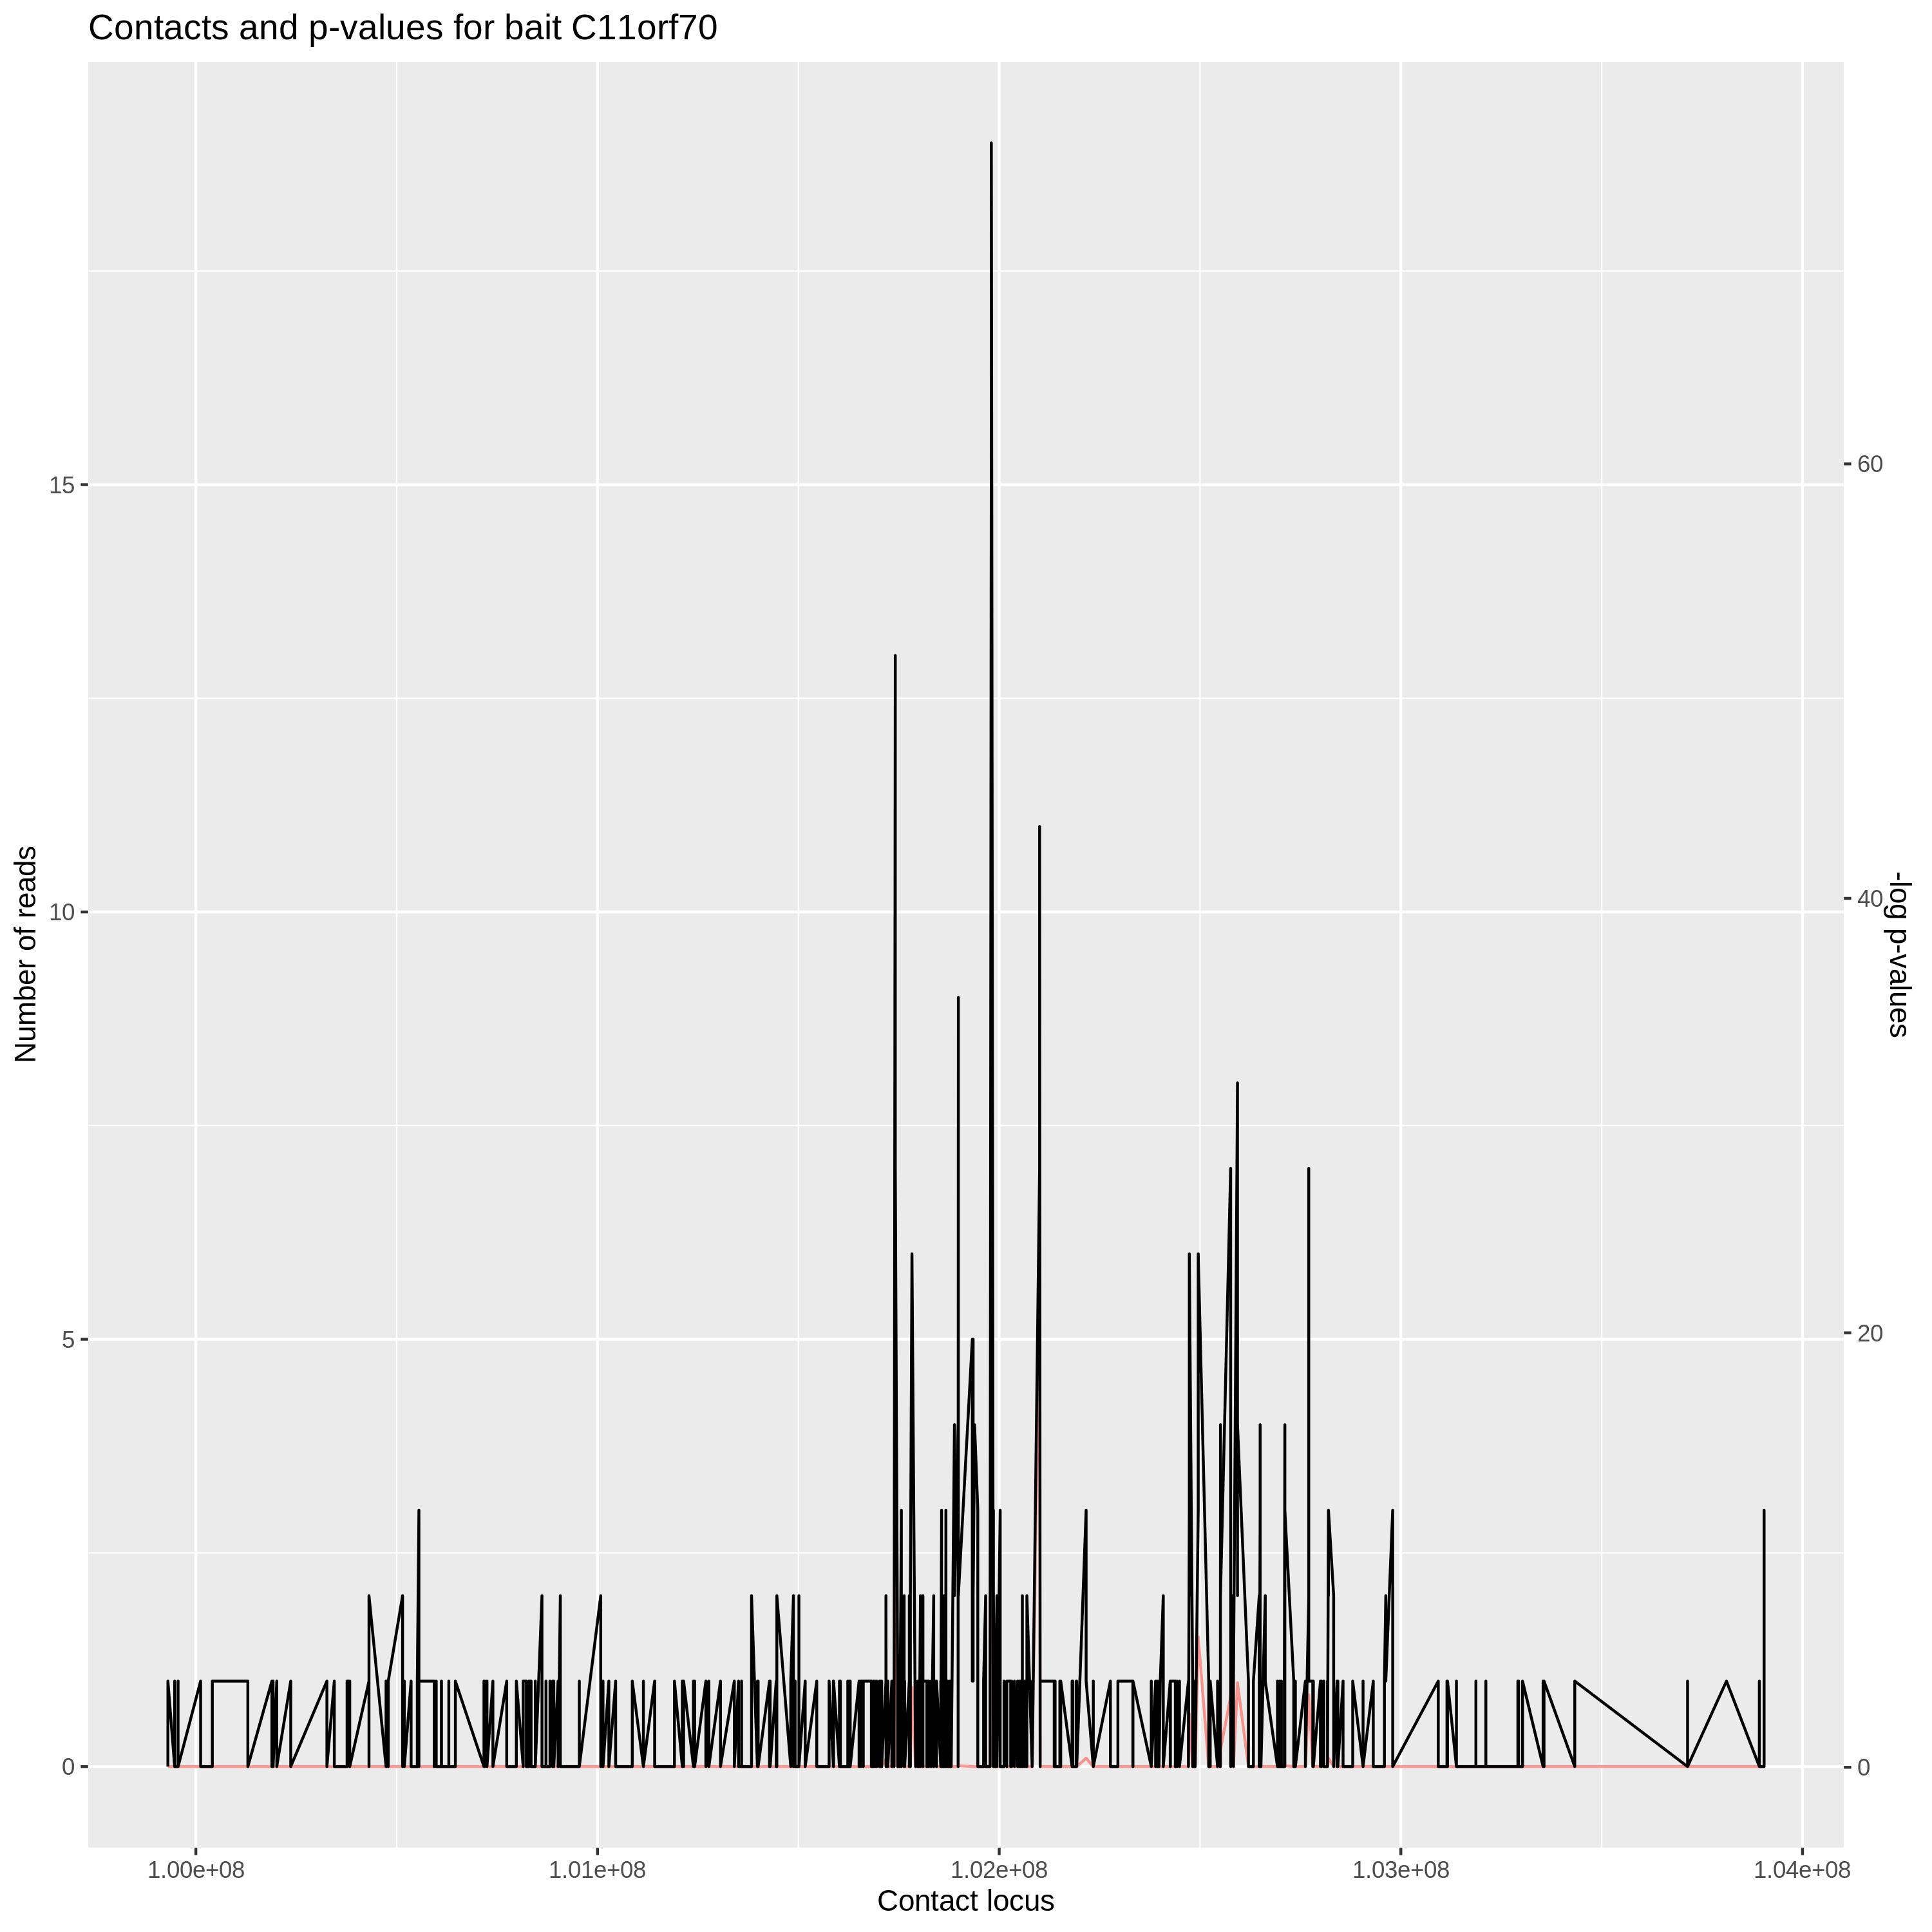 Contacts and p-values for bait C11orf70
Number of reads
15
10
5
0
60
40
20
0
-log p-values
1.00e+08 1.01e+08 1.02e+08 1.03e+08 1.04e+08
Contact locus